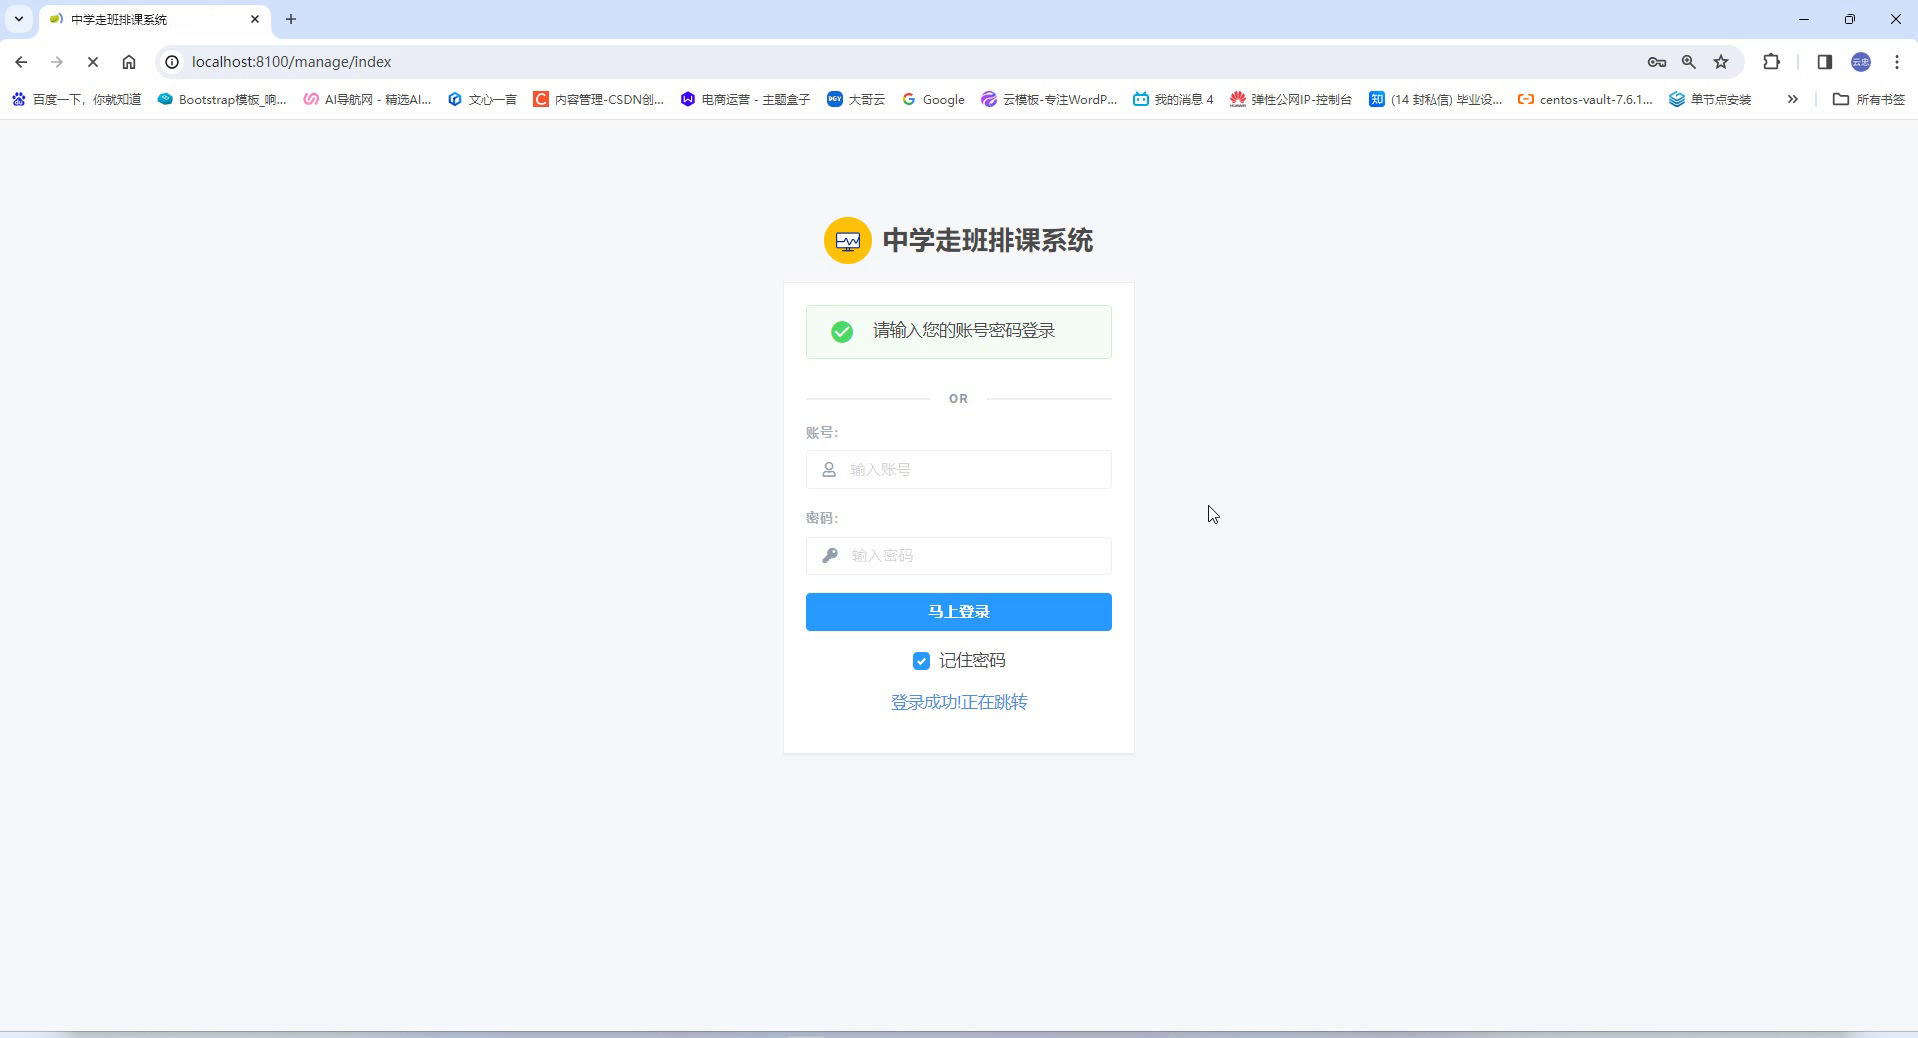 中学走班排课系统
localhost:8100/manage/index
云忠
百度一下，你就知道
Bootstrap模板_响...
AI导航网 - 精选AI...
文心一言
内容管理-CSDN创...
电商运营 - 主题盒子
大哥云
Google
云模板-专注WordP...
我的消息 4
弹性公网IP-控制台
知
(14 封私信) 毕业设...
centos-vault-7.6.1...
单节点安装
所有书签
中学走班排课系统
请输入您的账号密码登录
OR
账号：
输入账号
密码：
输入密码
马上登录
记住密码
登录成功!正在跳转